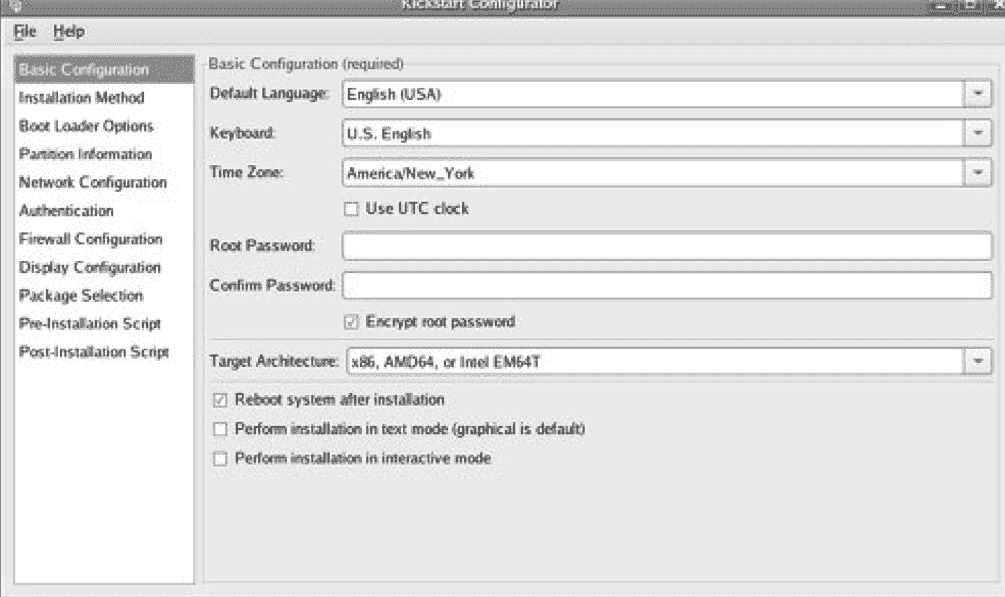 Kickstart Configurator
File Help
Basic Configuration
Installation Method
Boot Loader Options
Partition Information
Network Configuration
Authentication
Firewall Configuration
Display Configuration
Package Selection
Pre-Installation Script
Post-Installation Script
Basic Configuration (required)
Default Language: English (USA)
Keyboard: U.S. English
Time Zone: America/New_York
Use UTC clock
Root Password:
Confirm Password:
Encrypt root password
Target Architecture: x86, AMD64, or Intel EM64T
Reboot system after installation
Perform installation in text mode (graphical is default)
Perform installation in interactive mode